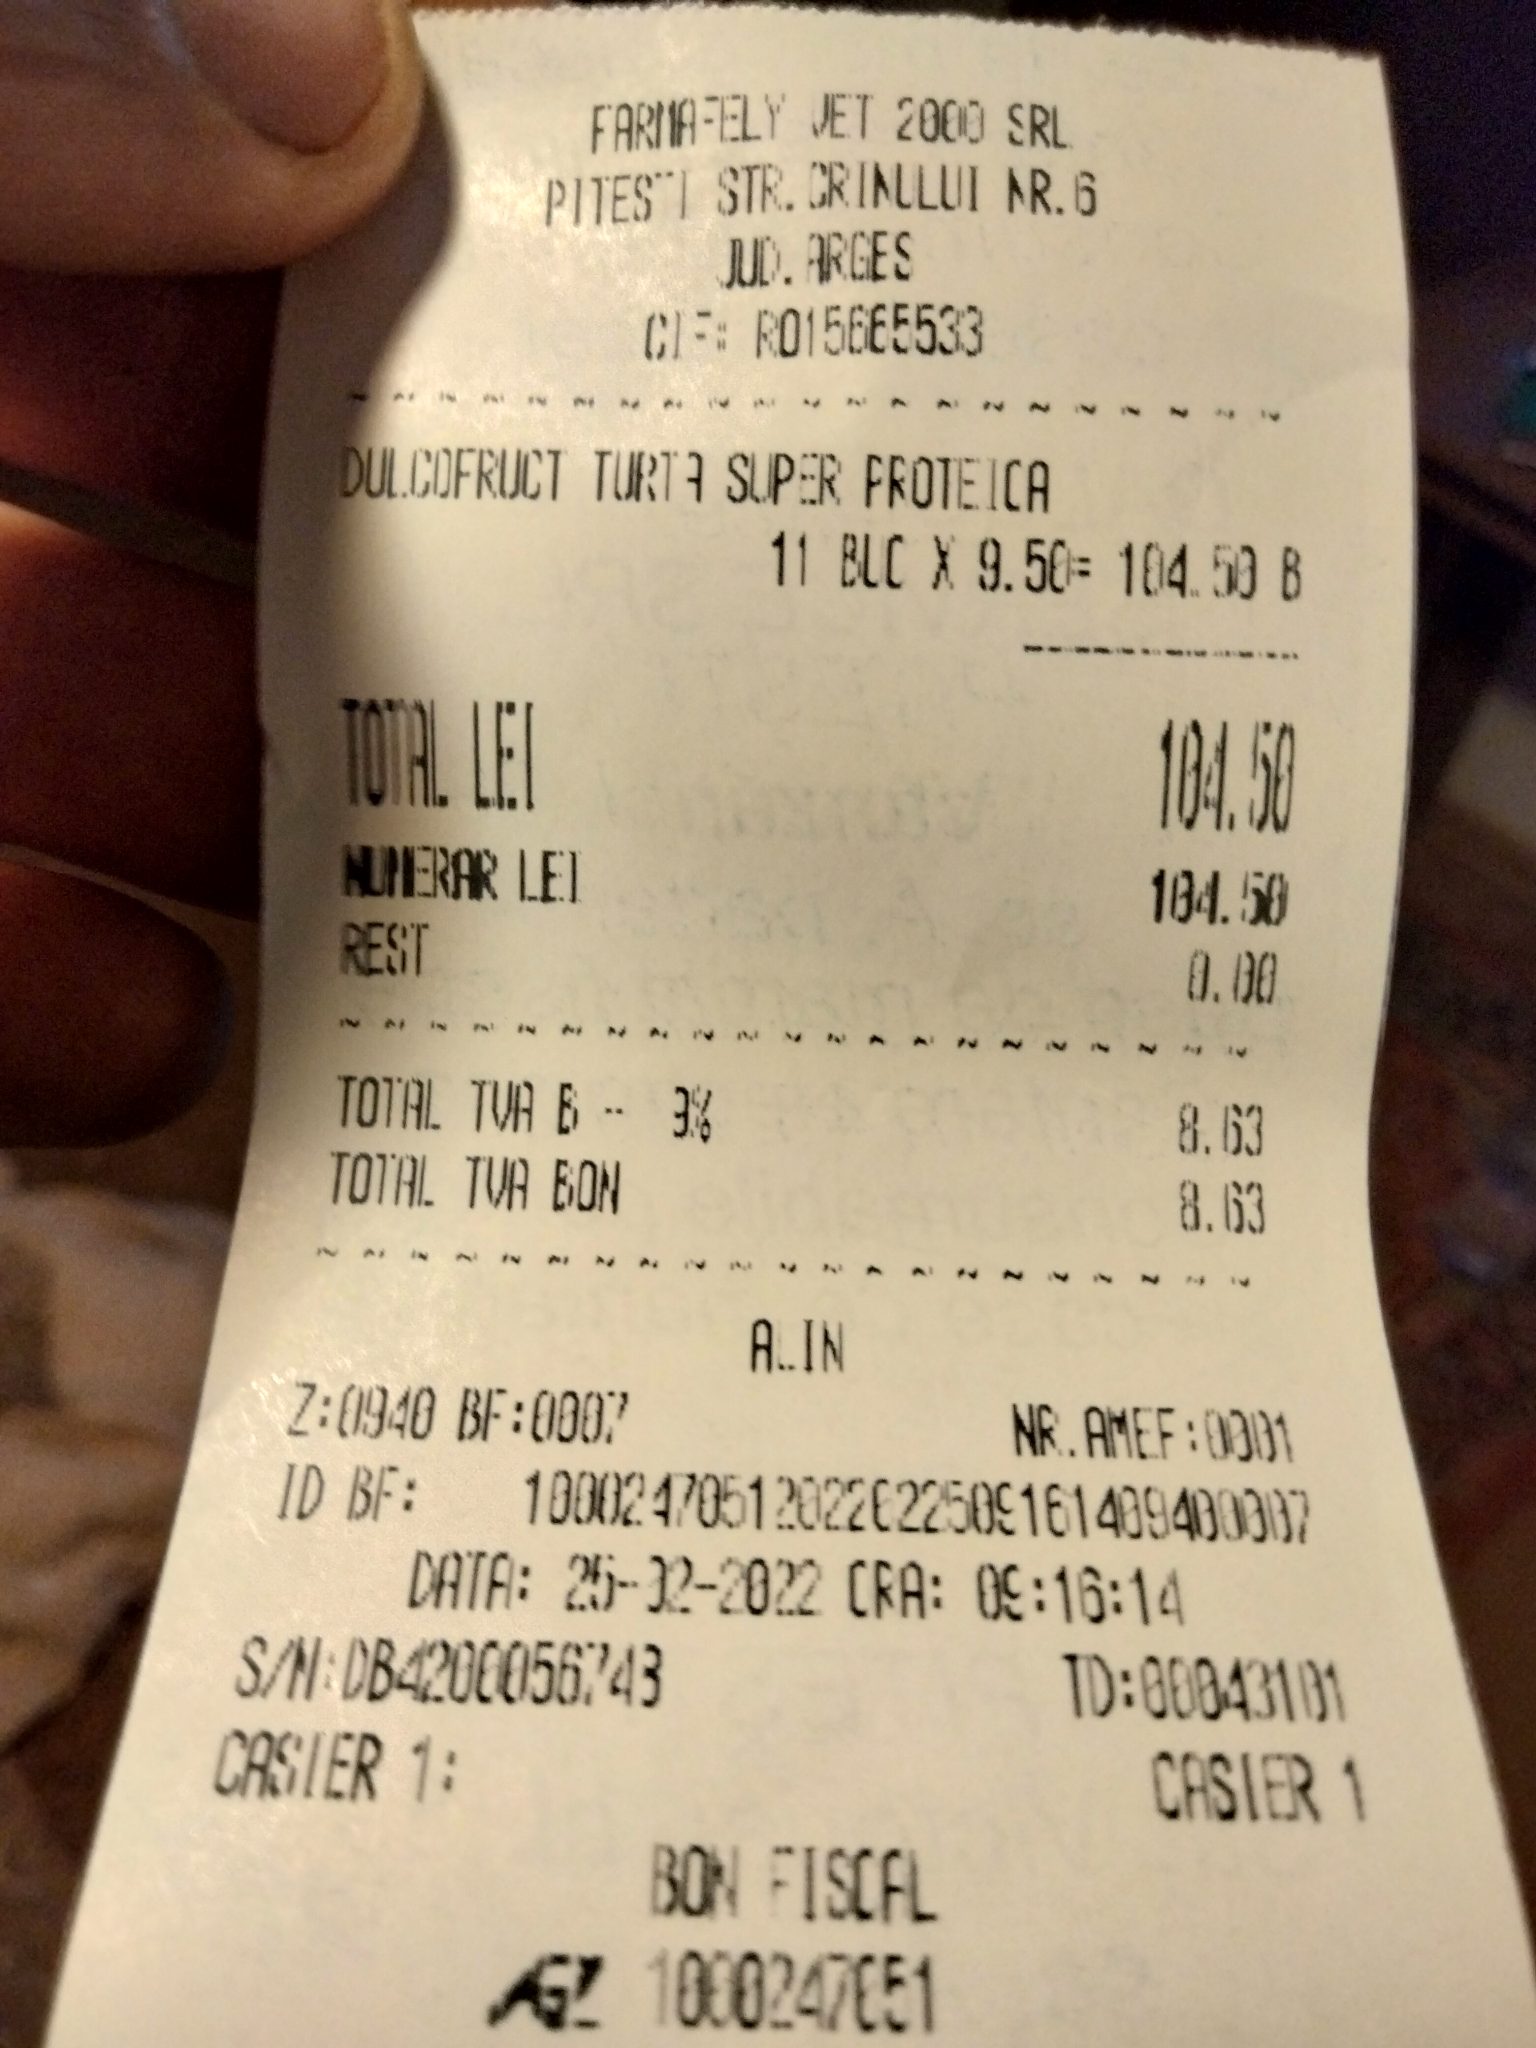 FARMAFELY JET 2000 SRL
PITESTI STR.CRINULUI NR.6
JUD.ARGES
CIF: RO15665533
DULCOFRUCT TURTA SUPER PROTEICA
11 BUC X 9.50= 104.50 B
TOTAL LEI 104.50
NUMERAR LEI 104.50
REST 0.00
TOTAL TVA B - 9% 8.63
TOTAL TVA BON 8.63
ALIN
Z:0940 BF:0007 NR.AMEF:0001
ID BF: 10002470512022022509161409400007
DATA: 25-02-2022 ORA: 09:16:14
S/N:DB4200056743 TD:00043101
CASIER 1: CASIER 1
BON FISCAL
1000247051